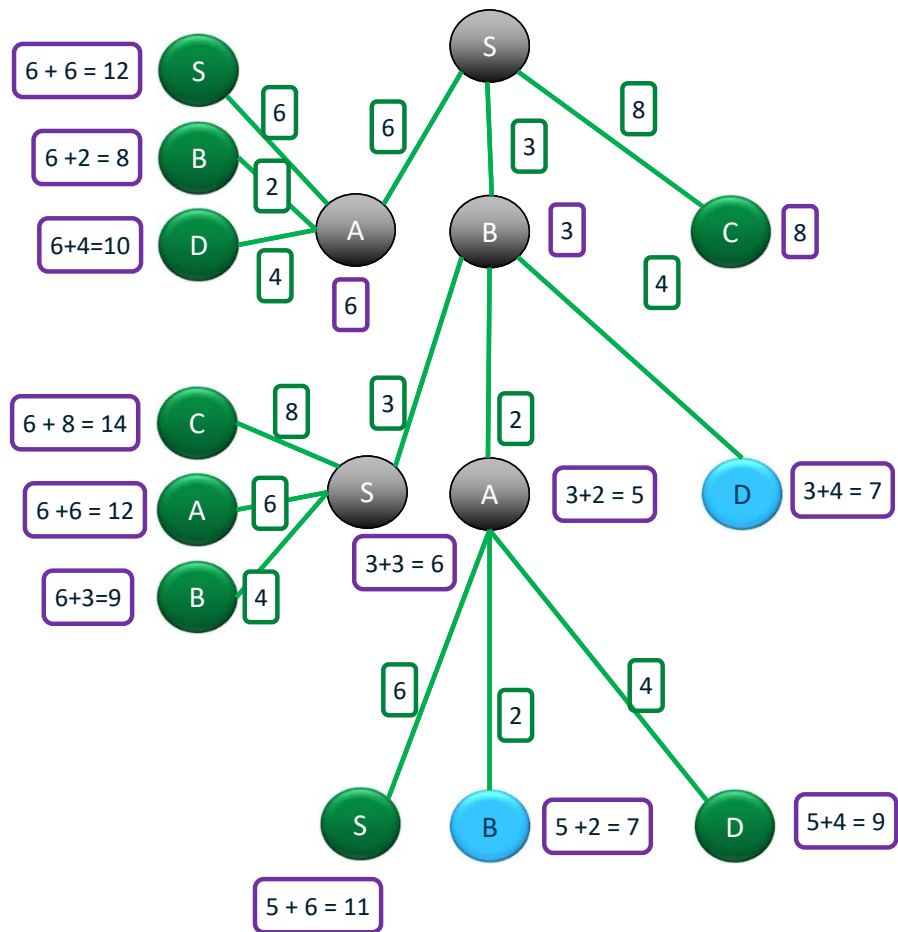 S
6 + 6 = 12
S
6
6
8
3
6 +2 = 8
B
2
6+4=10
D
4
A
6
B
3
C
8
4
6 + 8 = 14
C
8
3
2
6 +6 = 12
A
6
S
3+3 = 6
A
3+2 = 5
D
3+4 = 7
6+3=9
B
4
6
2
4
S
5 + 6 = 11
B
5 +2 = 7
D
5+4 = 9